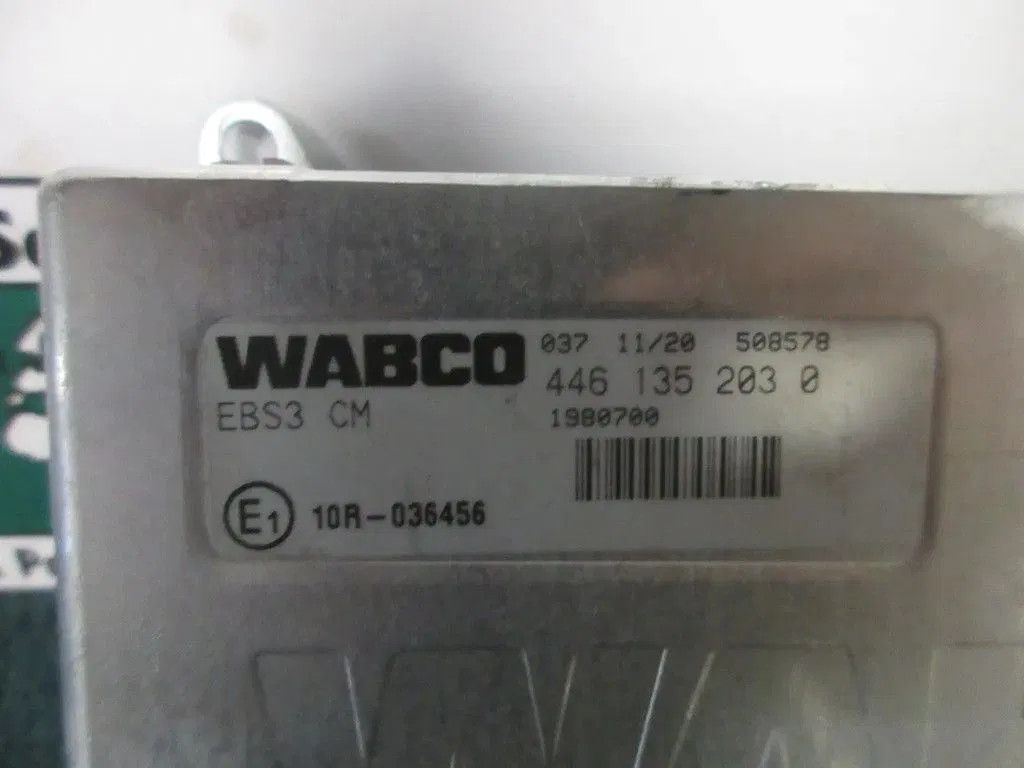 WABCO 037 11/20 508578
446 135 203 0
EBS3 CM 1980700
E1 10R-036456